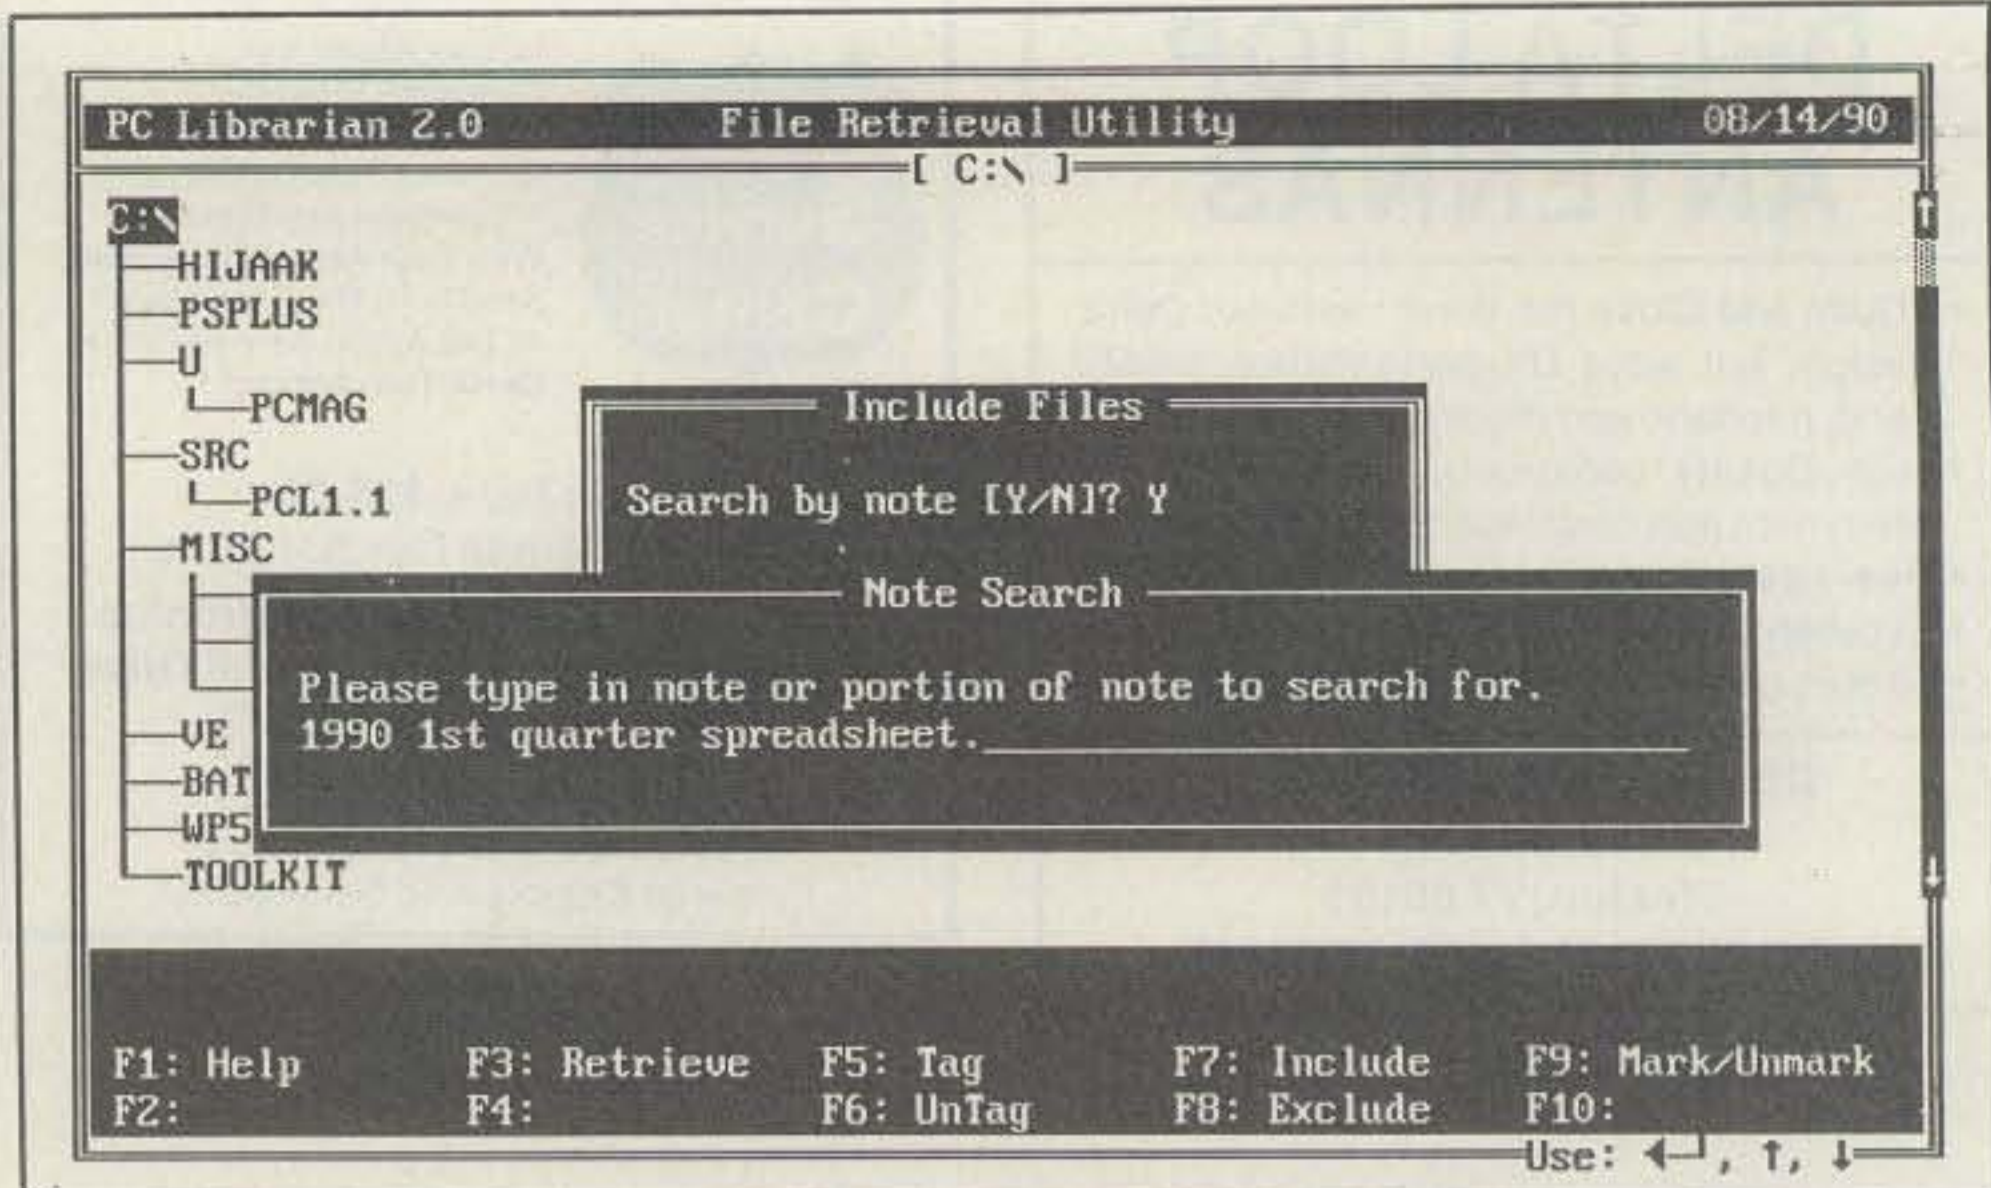 PC Librarian 2.0 File Retrieval Utility 08/14/90
[ C:\ ]
C:\
HIJAAK
PSPLUS
U
PCMAG
SRC
PCL1.1
MISC
VE
BAT
WP5
TOOLKIT
Include Files
Search by note [Y/N]? Y
Note Search
Please type in note or portion of note to search for.
1990 1st quarter spreadsheet.
F1: Help F3: Retrieve F5: Tag F7: Include F9: Mark/Unmark
F2: F4: F6: UnTag F8: Exclude F10:
Use: ◄┘, ↑, ↓